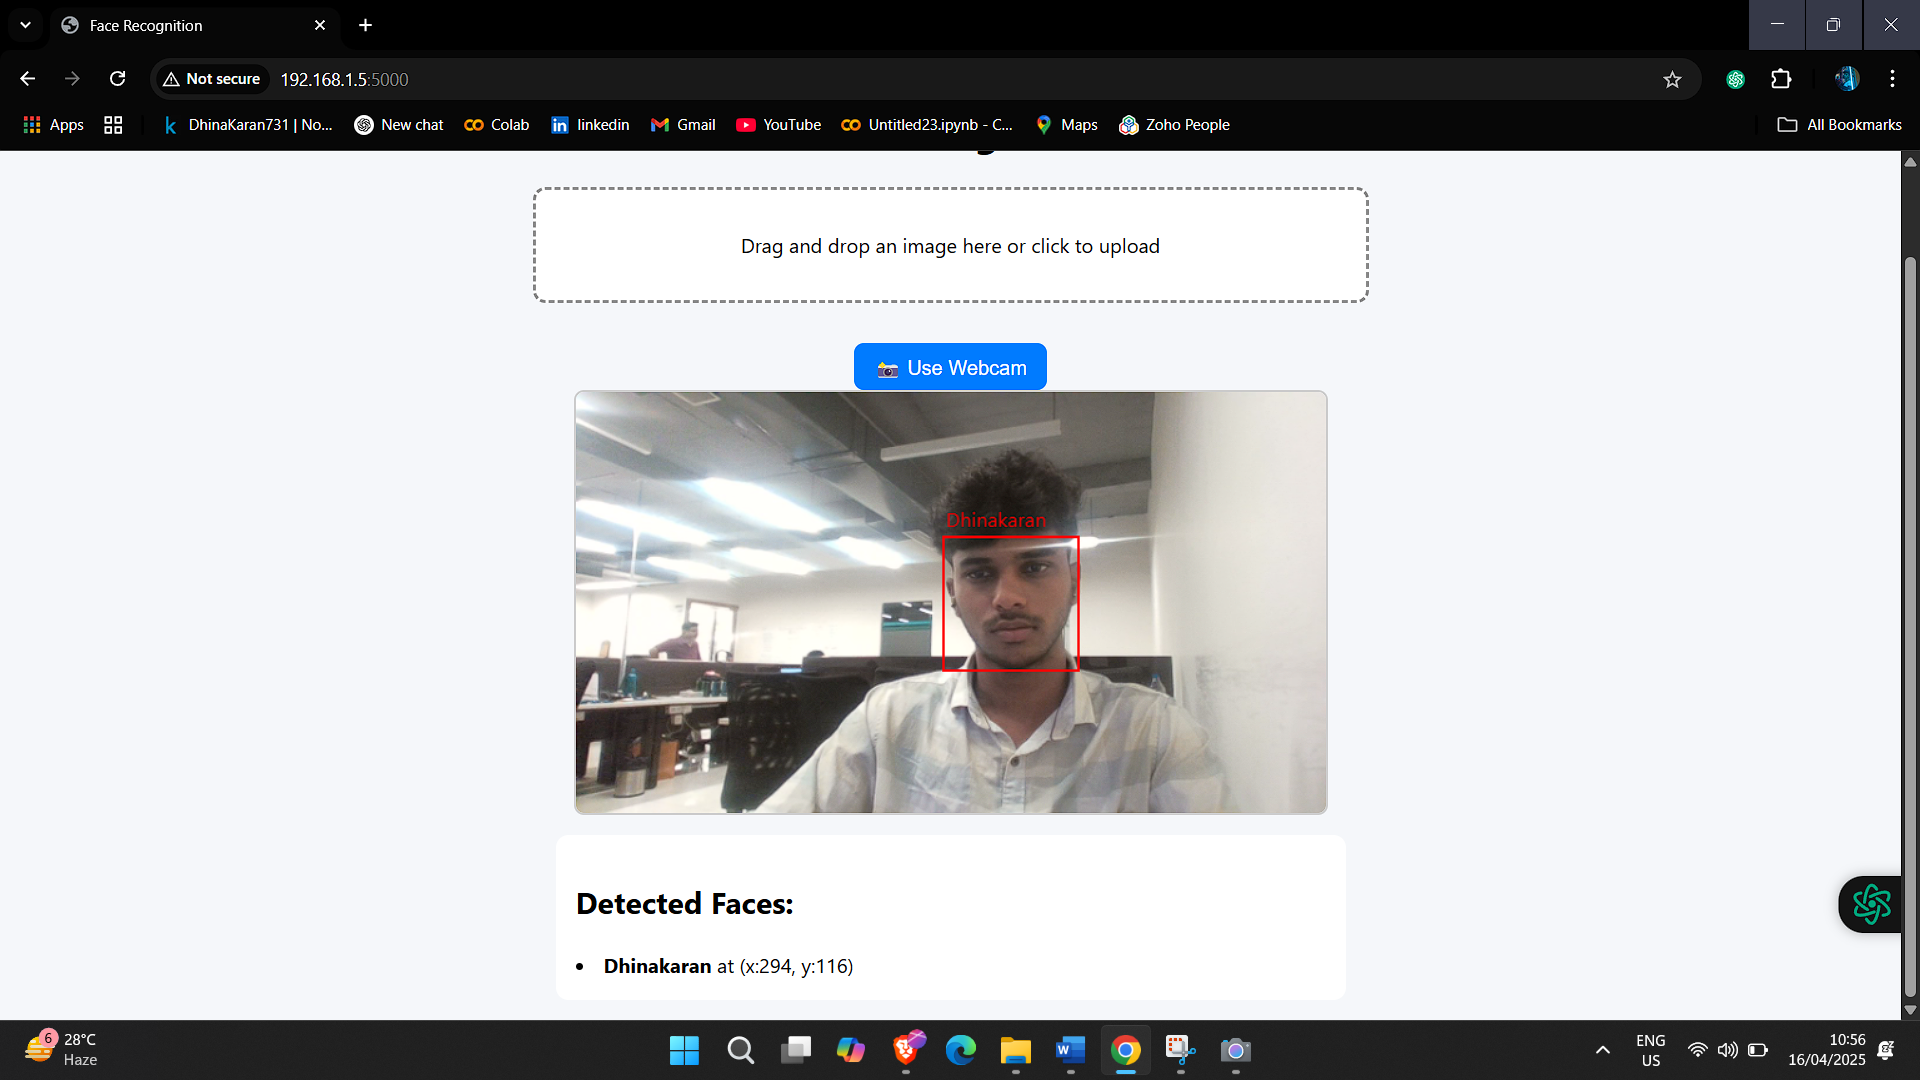 Face Recognition
Not secure 192.168.1.5:5000
Apps DhinaKaran731 | No... New chat Colab linkedin Gmail YouTube Untitled23.ipynb - C... Maps Zoho People All Bookmarks
Drag and drop an image here or click to upload
Use Webcam
Dhinakaran
Detected Faces:
• Dhinakaran at (x:294, y:116)
6 28°C
Haze
ENG
US
10:56
16/04/2025